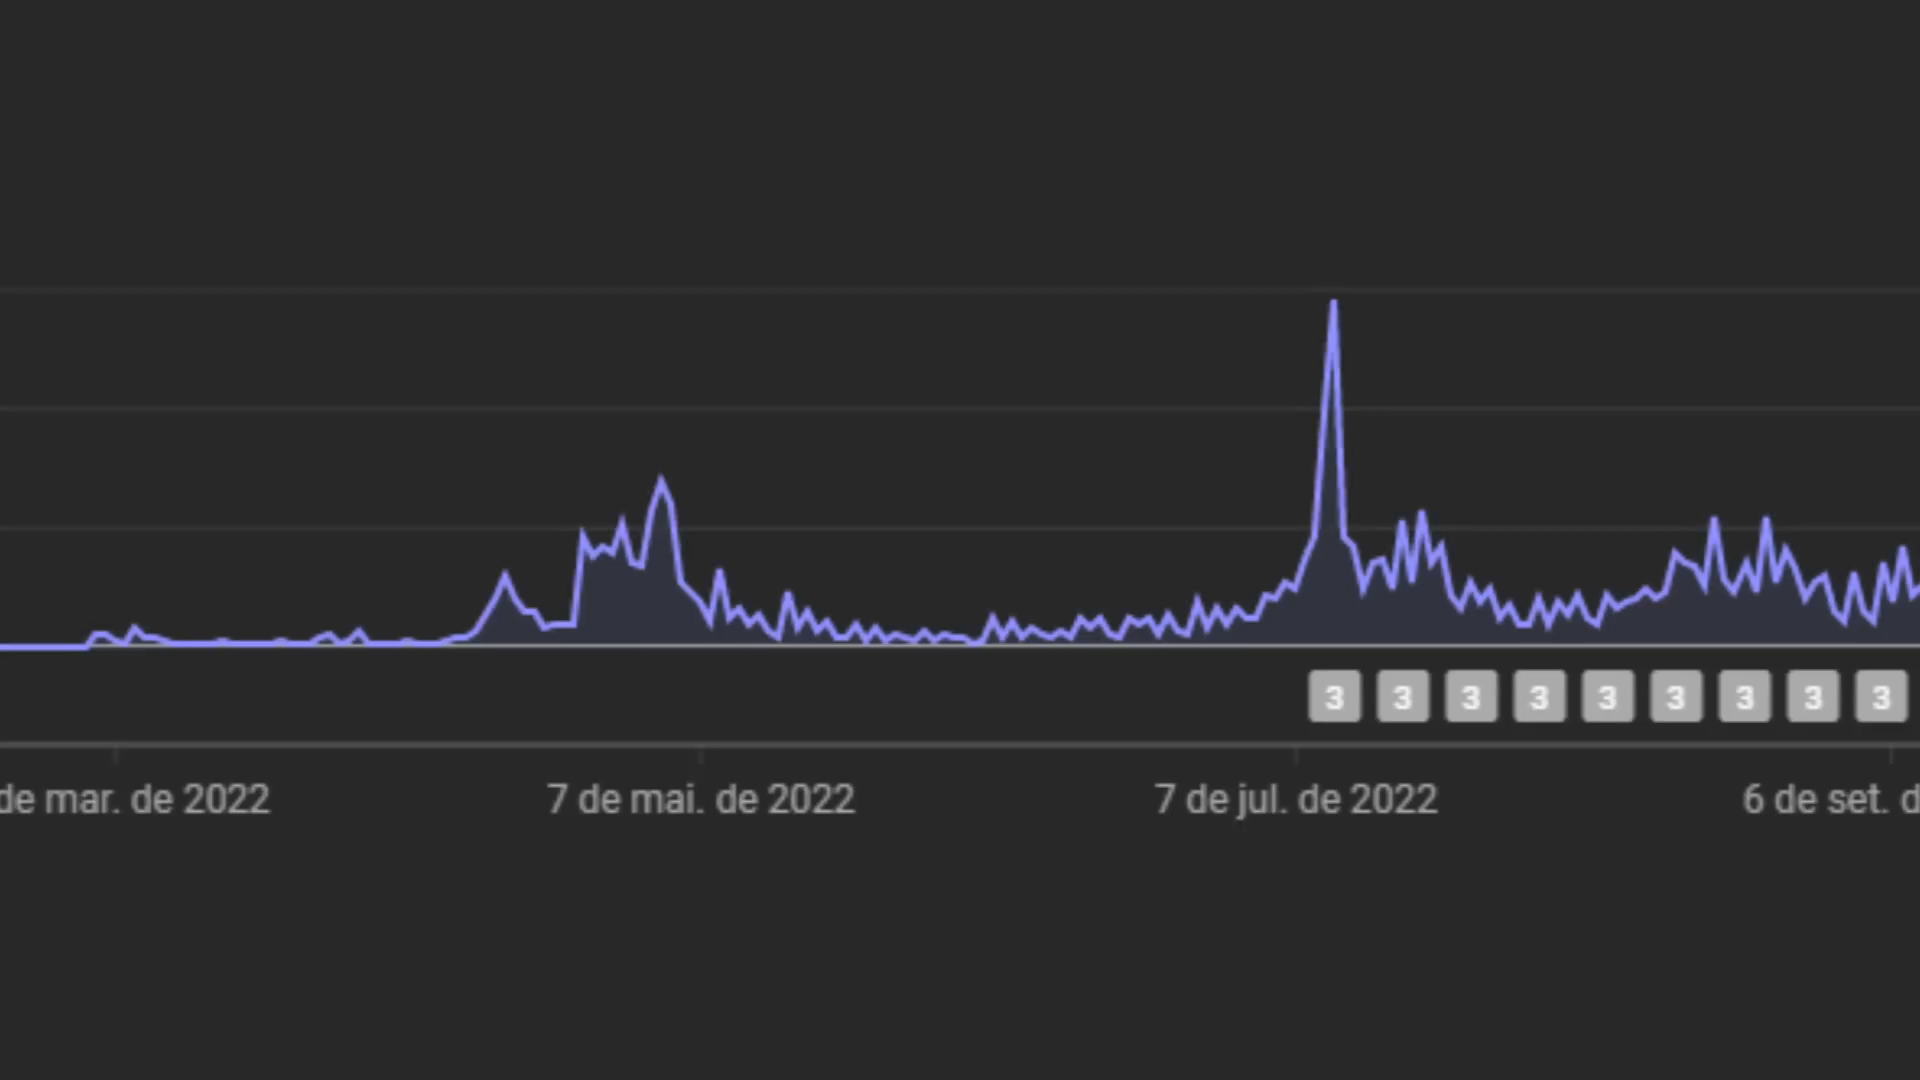 3 3 3 3 3 3 3 3 3
de mar. de 2022 7 de mai. de 2022 7 de jul. de 2022 6 de set. d